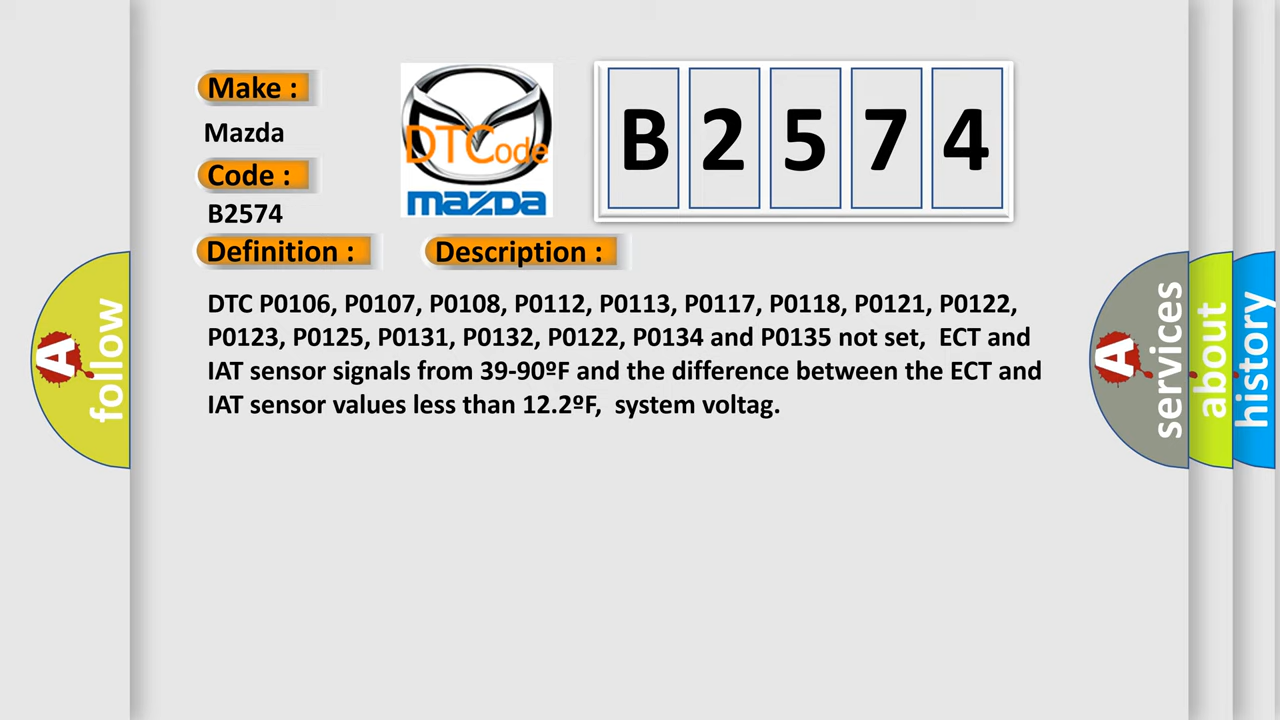 Make :
Mazda
Code :
B2574
Definition :
Description :
DTCode
mazda
B 2 5 7 4
DTC P0106, P0107, P0108, P0112, P0113, P0117, P0118, P0121, P0122,
P0123, P0125, P0131, P0132, P0122, P0134 and P0135 not set, ECT and
IAT sensor signals from 39-90ºF and the difference between the ECT and
IAT sensor values less than 12.2ºF, system voltag.
A
follow
A
services
about
history